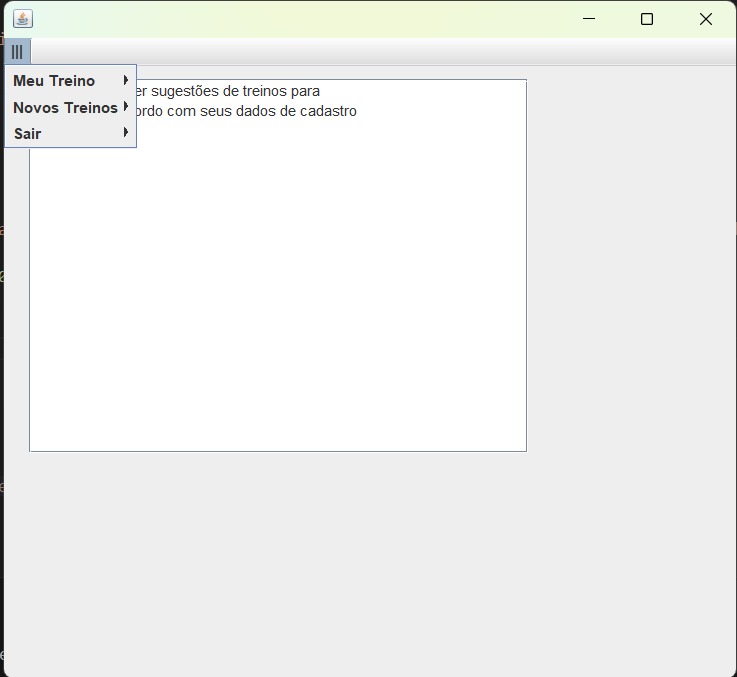 |||
Meu Treino
Novos Treinos
Sair
er sugestões de treinos para
ordo com seus dados de cadastro